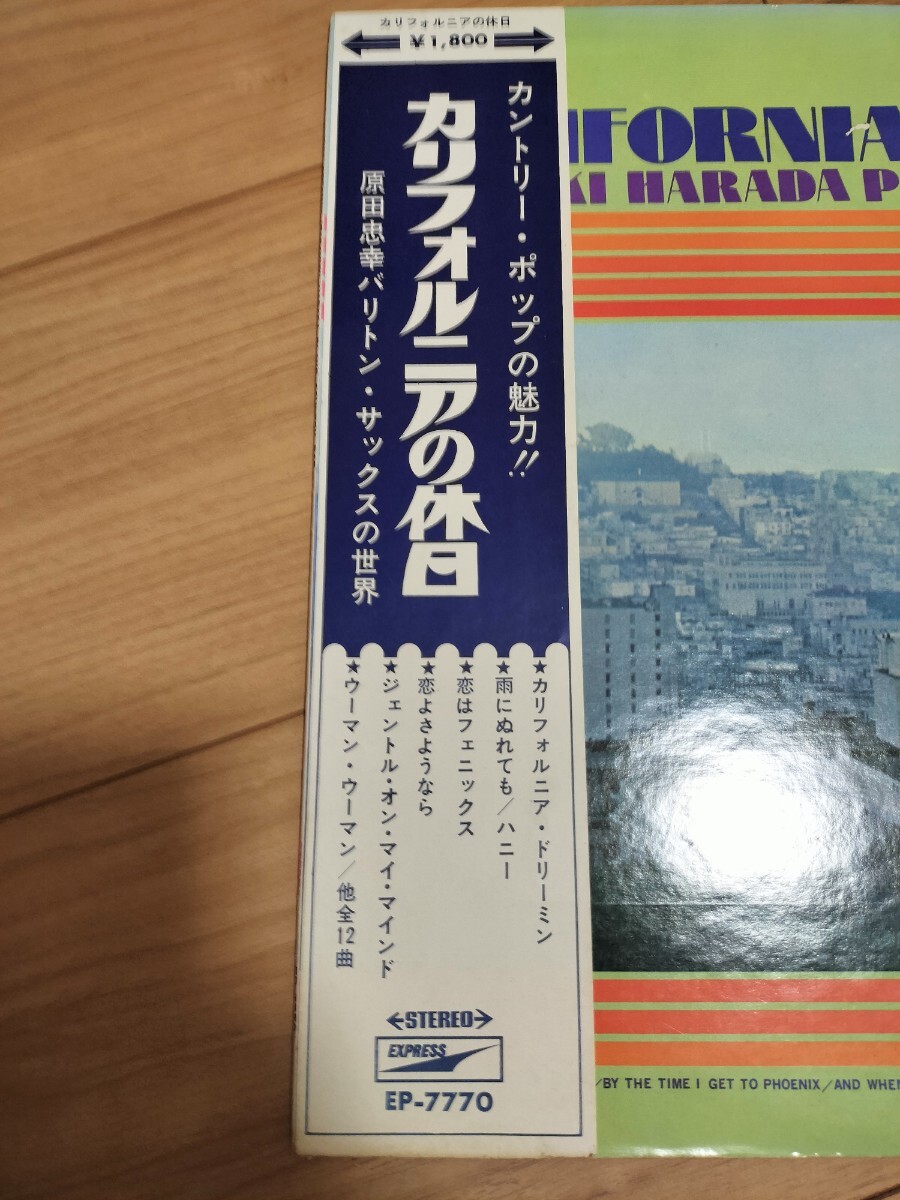 カリフォルニアの休日
¥1,800
カントリー・ポップの魅力!!
カリフォルニアの休日
原田忠幸バリトン・サックスの世界
★カリフォルニア・ドリーミン
★雨にぬれても/ハニー
★恋はフェニックス
★恋よさようなら
★ジェントル・オン・マイ・マインド
★ウーマン・ウーマン/他全12曲
STEREO
EXPRESS
EP-7770
IFORNIA
KI HARADA P
/BY THE TIME I GET TO PHOENIX/AND WHEN